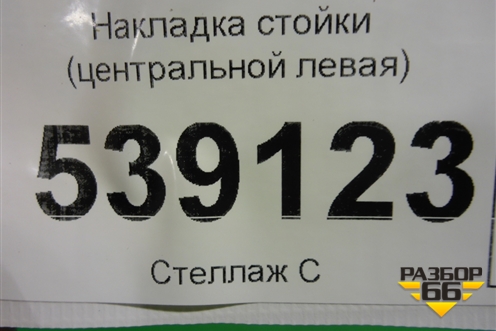 Накладка стойки
(центральной левая)
539123
Стеллаж С
РАЗБОР
66